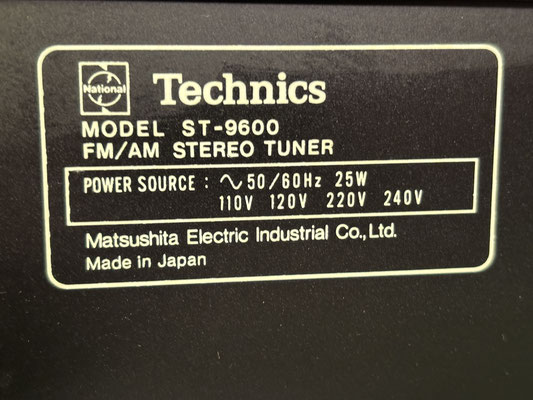 National Technics
MODEL ST-9600
FM/AM STEREO TUNER
POWER SOURCE : ∿50/60Hz 25W
110V 120V 220V 240V
Matsushita Electric Industrial Co.,Ltd.
Made in Japan